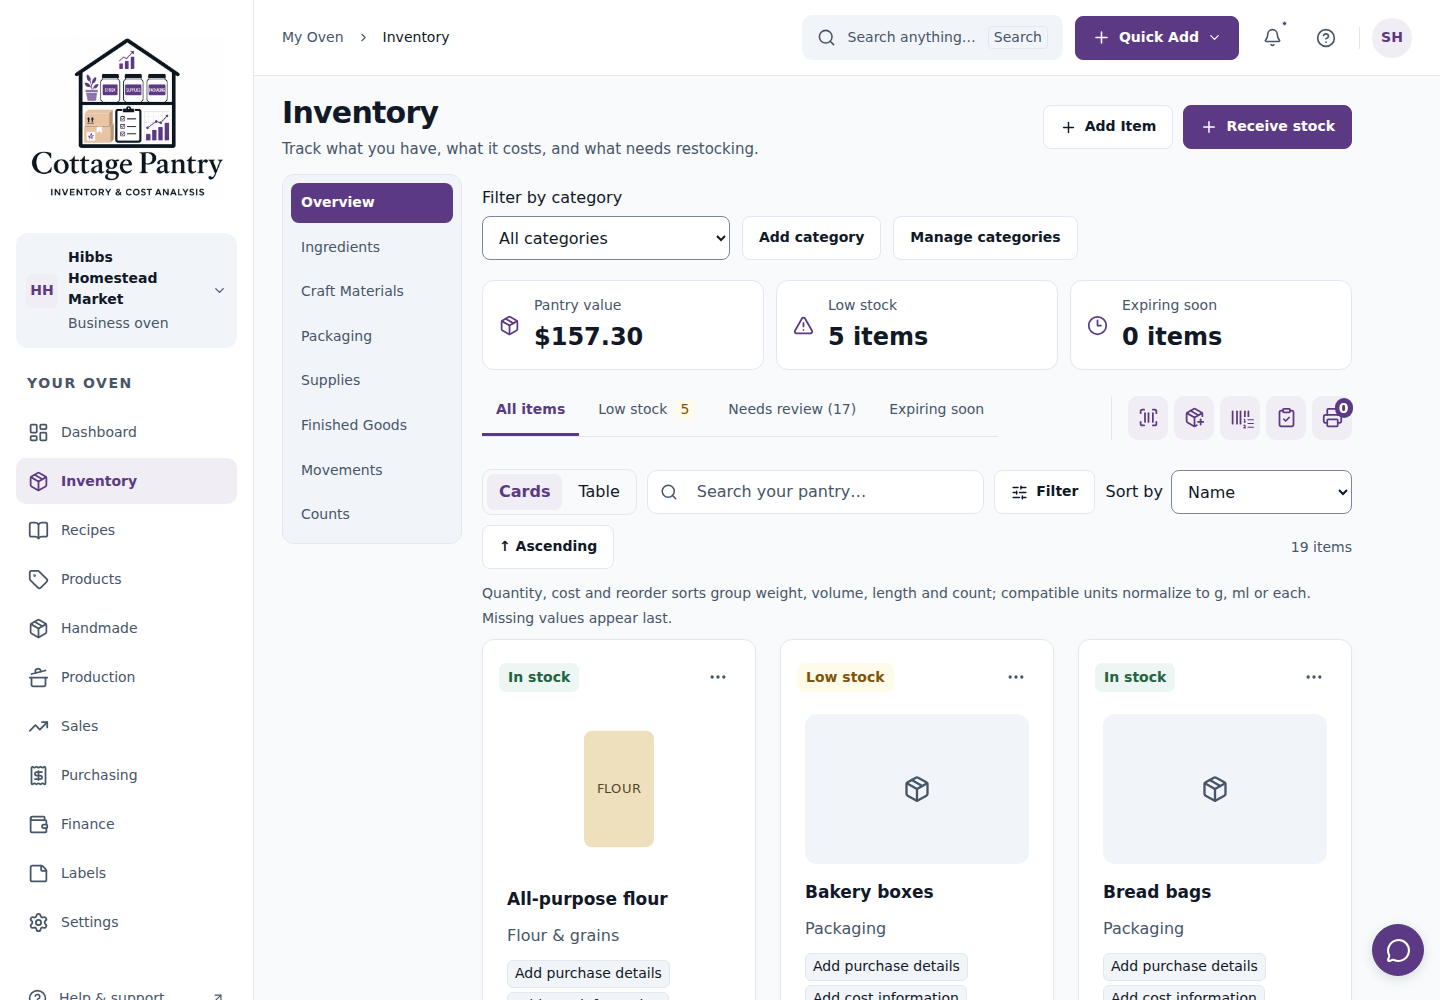 STOCK
SUPPLIES
PACKAGING
Cottage Pantry
INVENTORY & COST ANALYSIS
HH
Hibbs
Homestead
Market
Business oven
YOUR OVEN
Dashboard
Inventory
Recipes
Products
Handmade
Production
Sales
Purchasing
Finance
Labels
Settings
Help & support
My Oven
Inventory
Search anything...
Search
Quick Add
SH
Inventory
Track what you have, what it costs, and what needs restocking.
Add Item
Receive stock
Overview
Ingredients
Craft Materials
Packaging
Supplies
Finished Goods
Movements
Counts
Filter by category
All categories
Add category
Manage categories
Pantry value
$157.30
Low stock
5 items
Expiring soon
0 items
All items
Low stock 5
Needs review (17)
Expiring soon
0
Cards
Table
Search your pantry...
Filter
Sort by
Name
↑ Ascending
19 items
Quantity, cost and reorder sorts group weight, volume, length and count; compatible units normalize to g, ml or each.
Missing values appear last.
In stock
FLOUR
All-purpose flour
Flour & grains
Add purchase details
Low stock
Bakery boxes
Packaging
Add purchase details
Add cost information
In stock
Bread bags
Packaging
Add purchase details
Add cost information